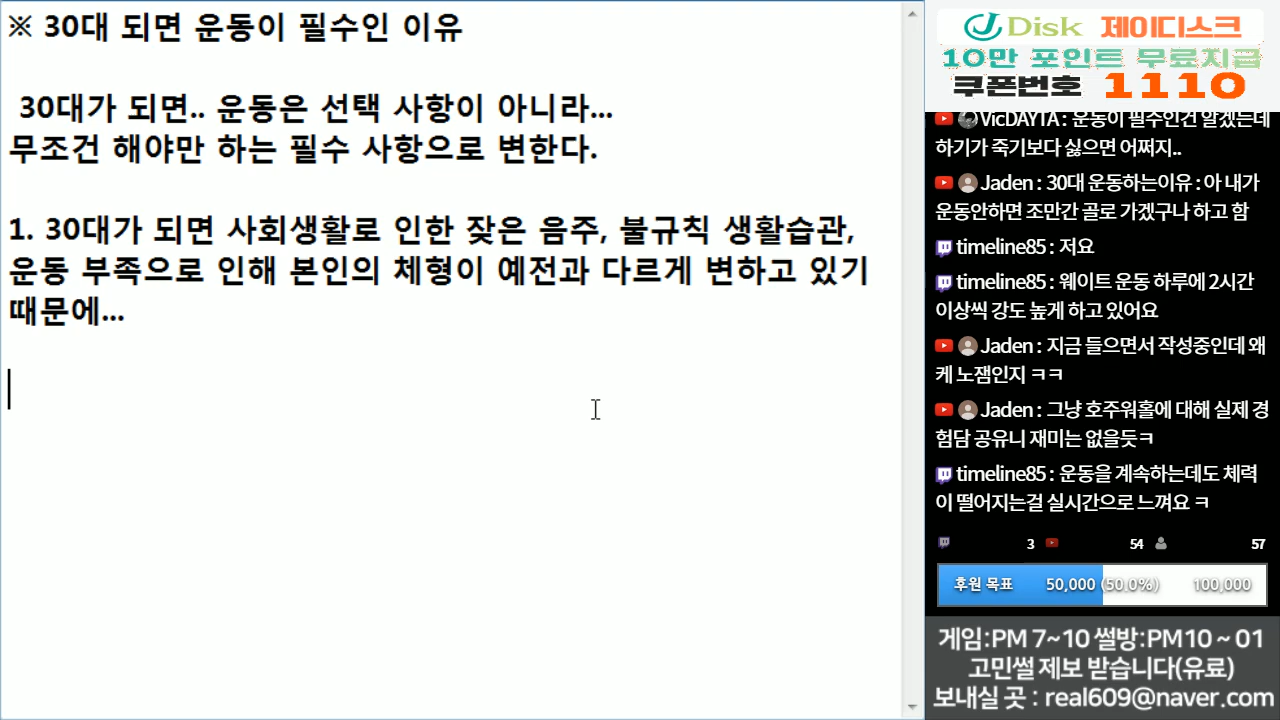 ※ 30대 되면 운동이 필수인 이유
30대가 되면.. 운동은 선택 사항이 아니라...
무조건 해야만 하는 필수 사항으로 변한다.
1. 30대가 되면 사회생활로 인한 잦은 음주, 불규칙 생활습관,
운동 부족으로 인해 본인의 체형이 예전과 다르게 변하고 있기
때문에...
J Disk 제이디스크
10만 포인트 무료지급
쿠폰번호 1110
VicDAYTA : 운동이 필수인건 알겠는데
하기가 죽기보다 싫으면 어쩌지..
Jaden : 30대 운동하는이유 : 아 내가
운동안하면 조만간 골로 가겠구나 하고 함
timeline85 : 저요
timeline85 : 웨이트 운동 하루에 2시간
이상씩 강도 높게 하고 있어요
Jaden : 지금 들으면서 작성중인데 왜
케 노잼인지 ㅋㅋ
Jaden : 그냥 호주워홀에 대해 실제 경
험담 공유니 재미는 없을듯ㅋ
timeline85 : 운동을 계속하는데도 체력
이 떨어지는걸 실시간으로 느껴요 ㅋ
3 54 57
후원 목표 50,000 (50.0%) 100,000
게임:PM 7~10 썰방:PM10 ~ 01
고민썰 제보 받습니다(유료)
보내실 곳 : real609@naver.com